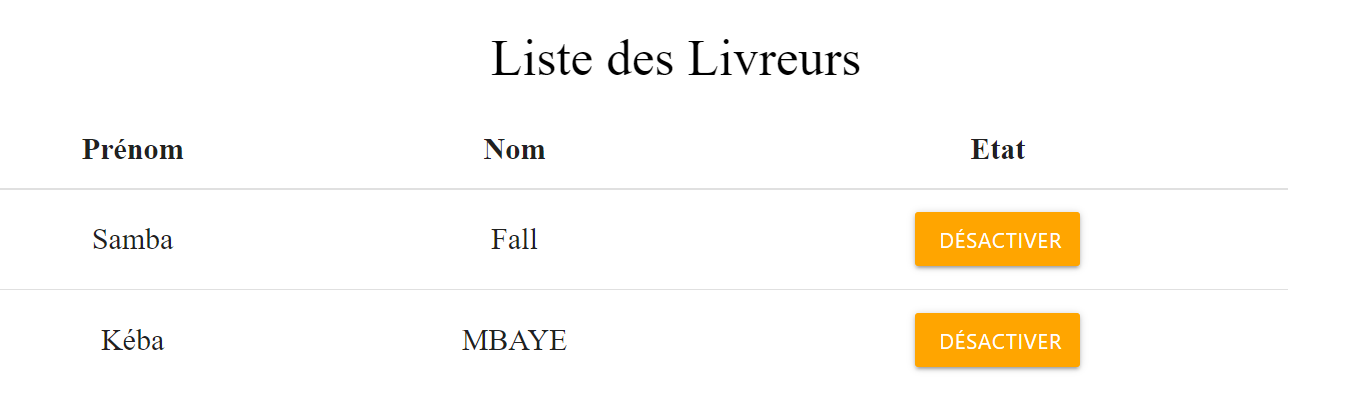 Liste des Livreurs
Prénom Nom Etat
Samba Fall DÉSACTIVER
Kéba MBAYE DÉSACTIVER